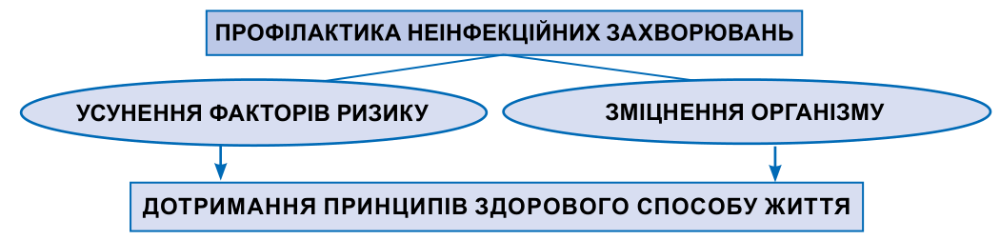 ПРОФІЛАКТИКА НЕІНФЕКЦІЙНИХ ЗАХВОРЮВАНЬ
УСУНЕННЯ ФАКТОРІВ РИЗИКУ
ЗМІЦНЕННЯ ОРГАНІЗМУ
ДОТРИМАННЯ ПРИНЦИПІВ ЗДОРОВОГО СПОСОБУ ЖИТТЯ